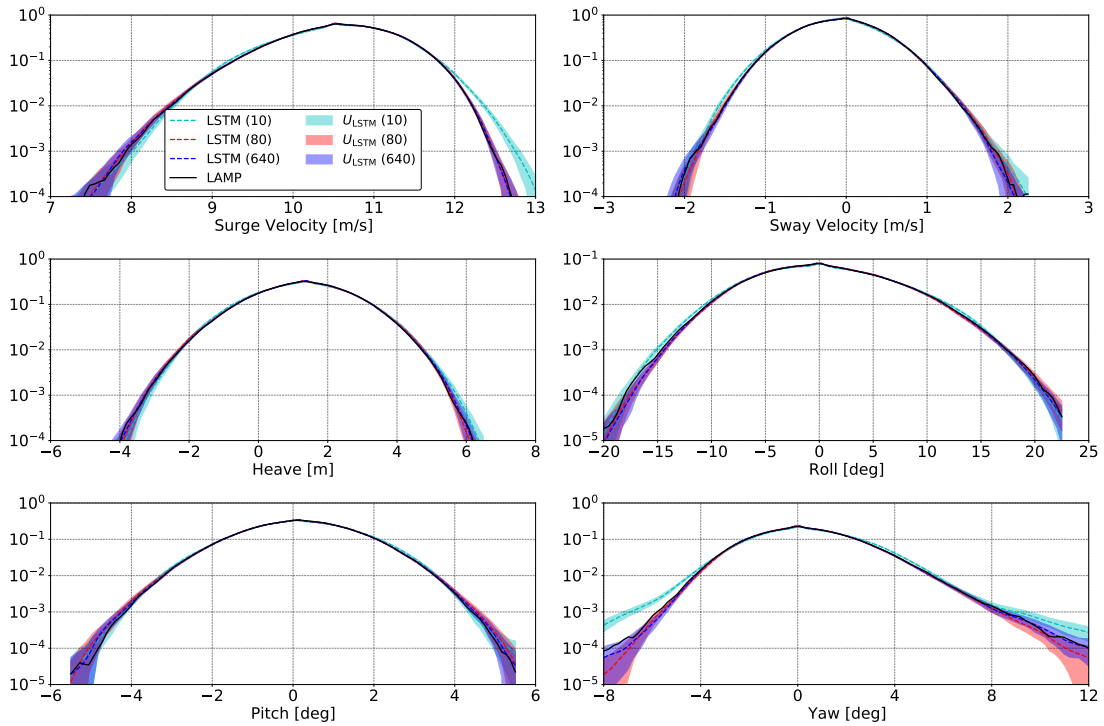 10^0
10^-1
10^-2
10^-3
10^-4
7 8 9 10 11 12 13
Surge Velocity [m/s]
LSTM (10)
LSTM (80)
LSTM (640)
LAMP
U_LSTM (10)
U_LSTM (80)
U_LSTM (640)
10^0
10^-1
10^-2
10^-3
10^-4
−3 −2 −1 0 1 2 3
Sway Velocity [m/s]
10^0
10^-1
10^-2
10^-3
10^-4
−6 −4 −2 0 2 4 6 8
Heave [m]
10^-1
10^-2
10^-3
10^-4
10^-5
−20 −15 −10 −5 0 5 10 15 20 25
Roll [deg]
10^0
10^-1
10^-2
10^-3
10^-4
10^-5
−6 −4 −2 0 2 4 6
Pitch [deg]
10^0
10^-1
10^-2
10^-3
10^-4
10^-5
−8 −4 0 4 8 12
Yaw [deg]